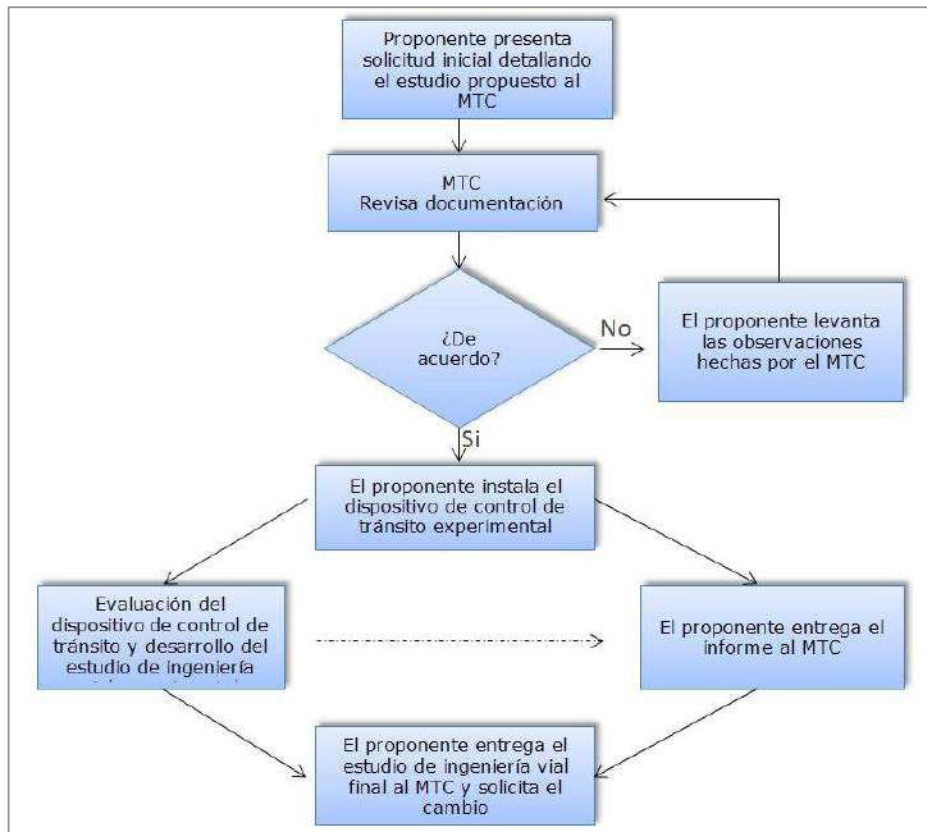 Proponente presenta
solicitud inicial detallando
el estudio propuesto al
MTC
MTC
Revisa documentación
¿De
acuerdo?
No
El proponente levanta
las observaciones
hechas por el MTC
Si
El proponente instala el
dispositivo de control de
tránsito experimental
Evaluación del
dispositivo de control de
tránsito y desarrollo del
estudio de ingeniería
El proponente entrega el
informe al MTC
El proponente entrega el
estudio de ingeniería vial
final al MTC y solicita el
cambio